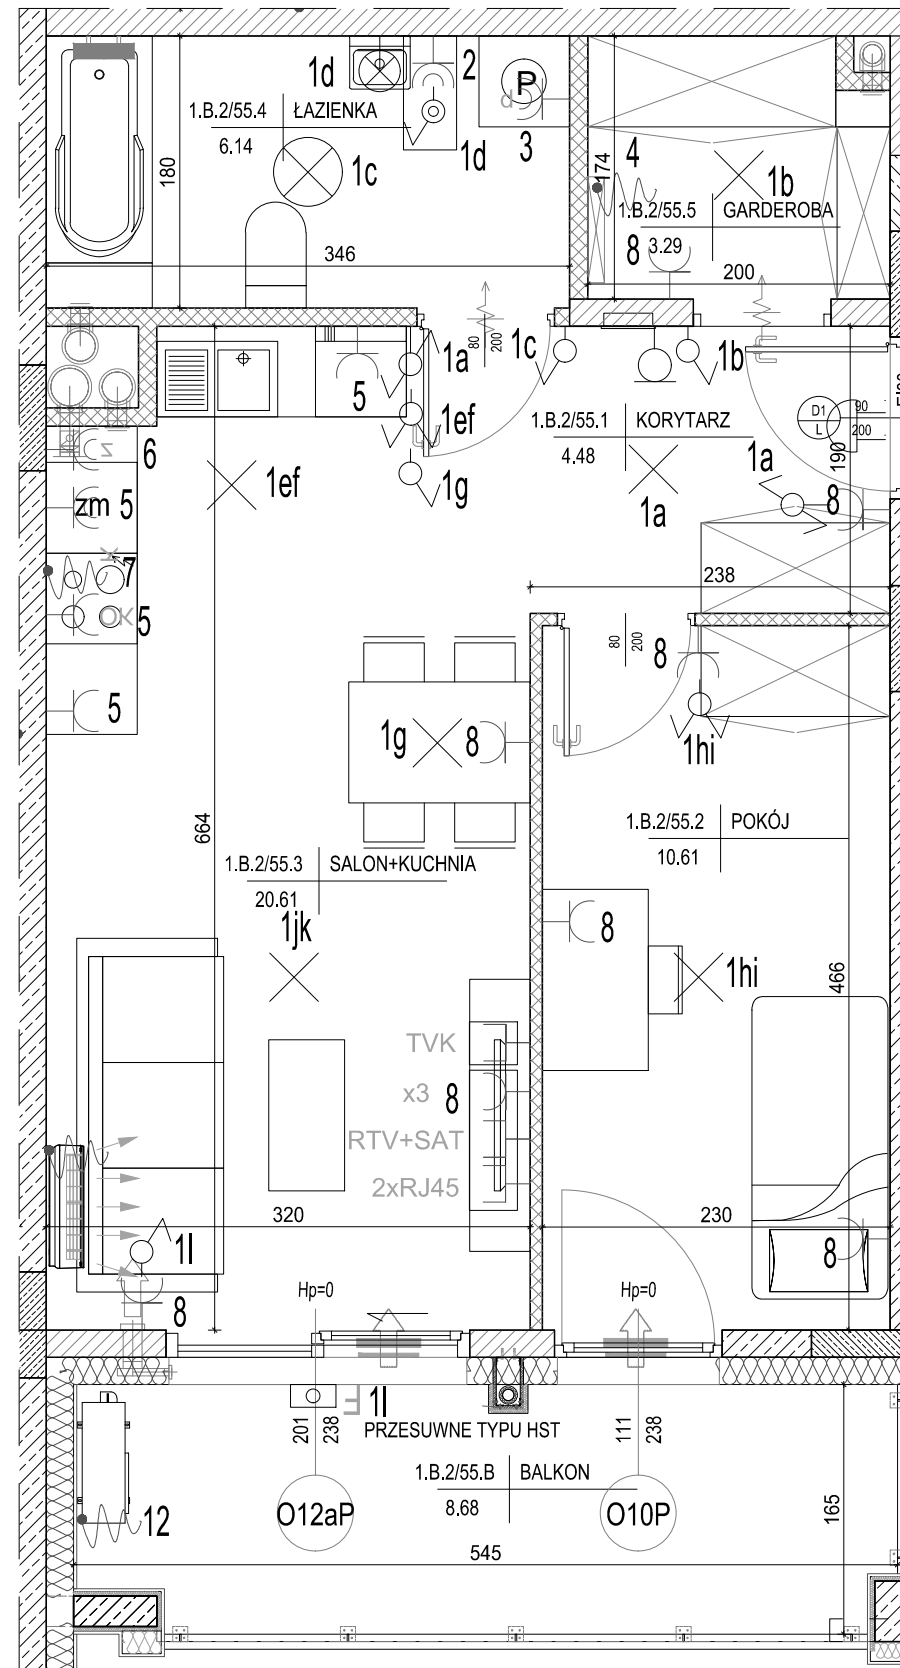 1d
2
P
d
1.B.2/55.4 ŁAZIENKA
6.14
1d
3
4
1c
180
174
1b
1.B.2/55.5 GARDEROBA
3.29
8
346
200
80
200
1a
1c
1b
5
1ef
1.B.2/55.1 KORYTARZ
4.48
D1
L
90
200
190
6
1ef
1g
1a
1a
8
zm 5
7
OK
5
238
80
200
8
5
1g
8
1hi
664
1.B.2/55.2 POKÓJ
10.61
1.B.2/55.3 SALON+KUCHNIA
20.61
1jk
8
1hi
466
TVK
x3
8
RTV+SAT
2xRJ45
320
230
1l
8
8
Hp=0
Hp=0
1l
201
238
PRZESUWNE TYPU HST
111
238
1.B.2/55.B BALKON
8.68
12
O12aP
O10P
165
545